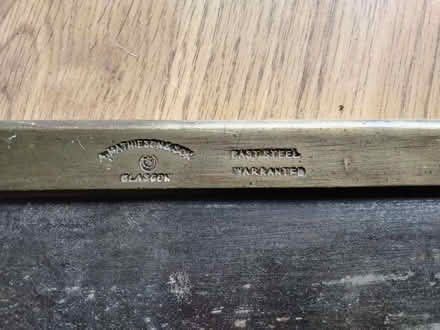 A. MATHIESON & SON
GLASGOW
CAST STEEL
WARRANTED